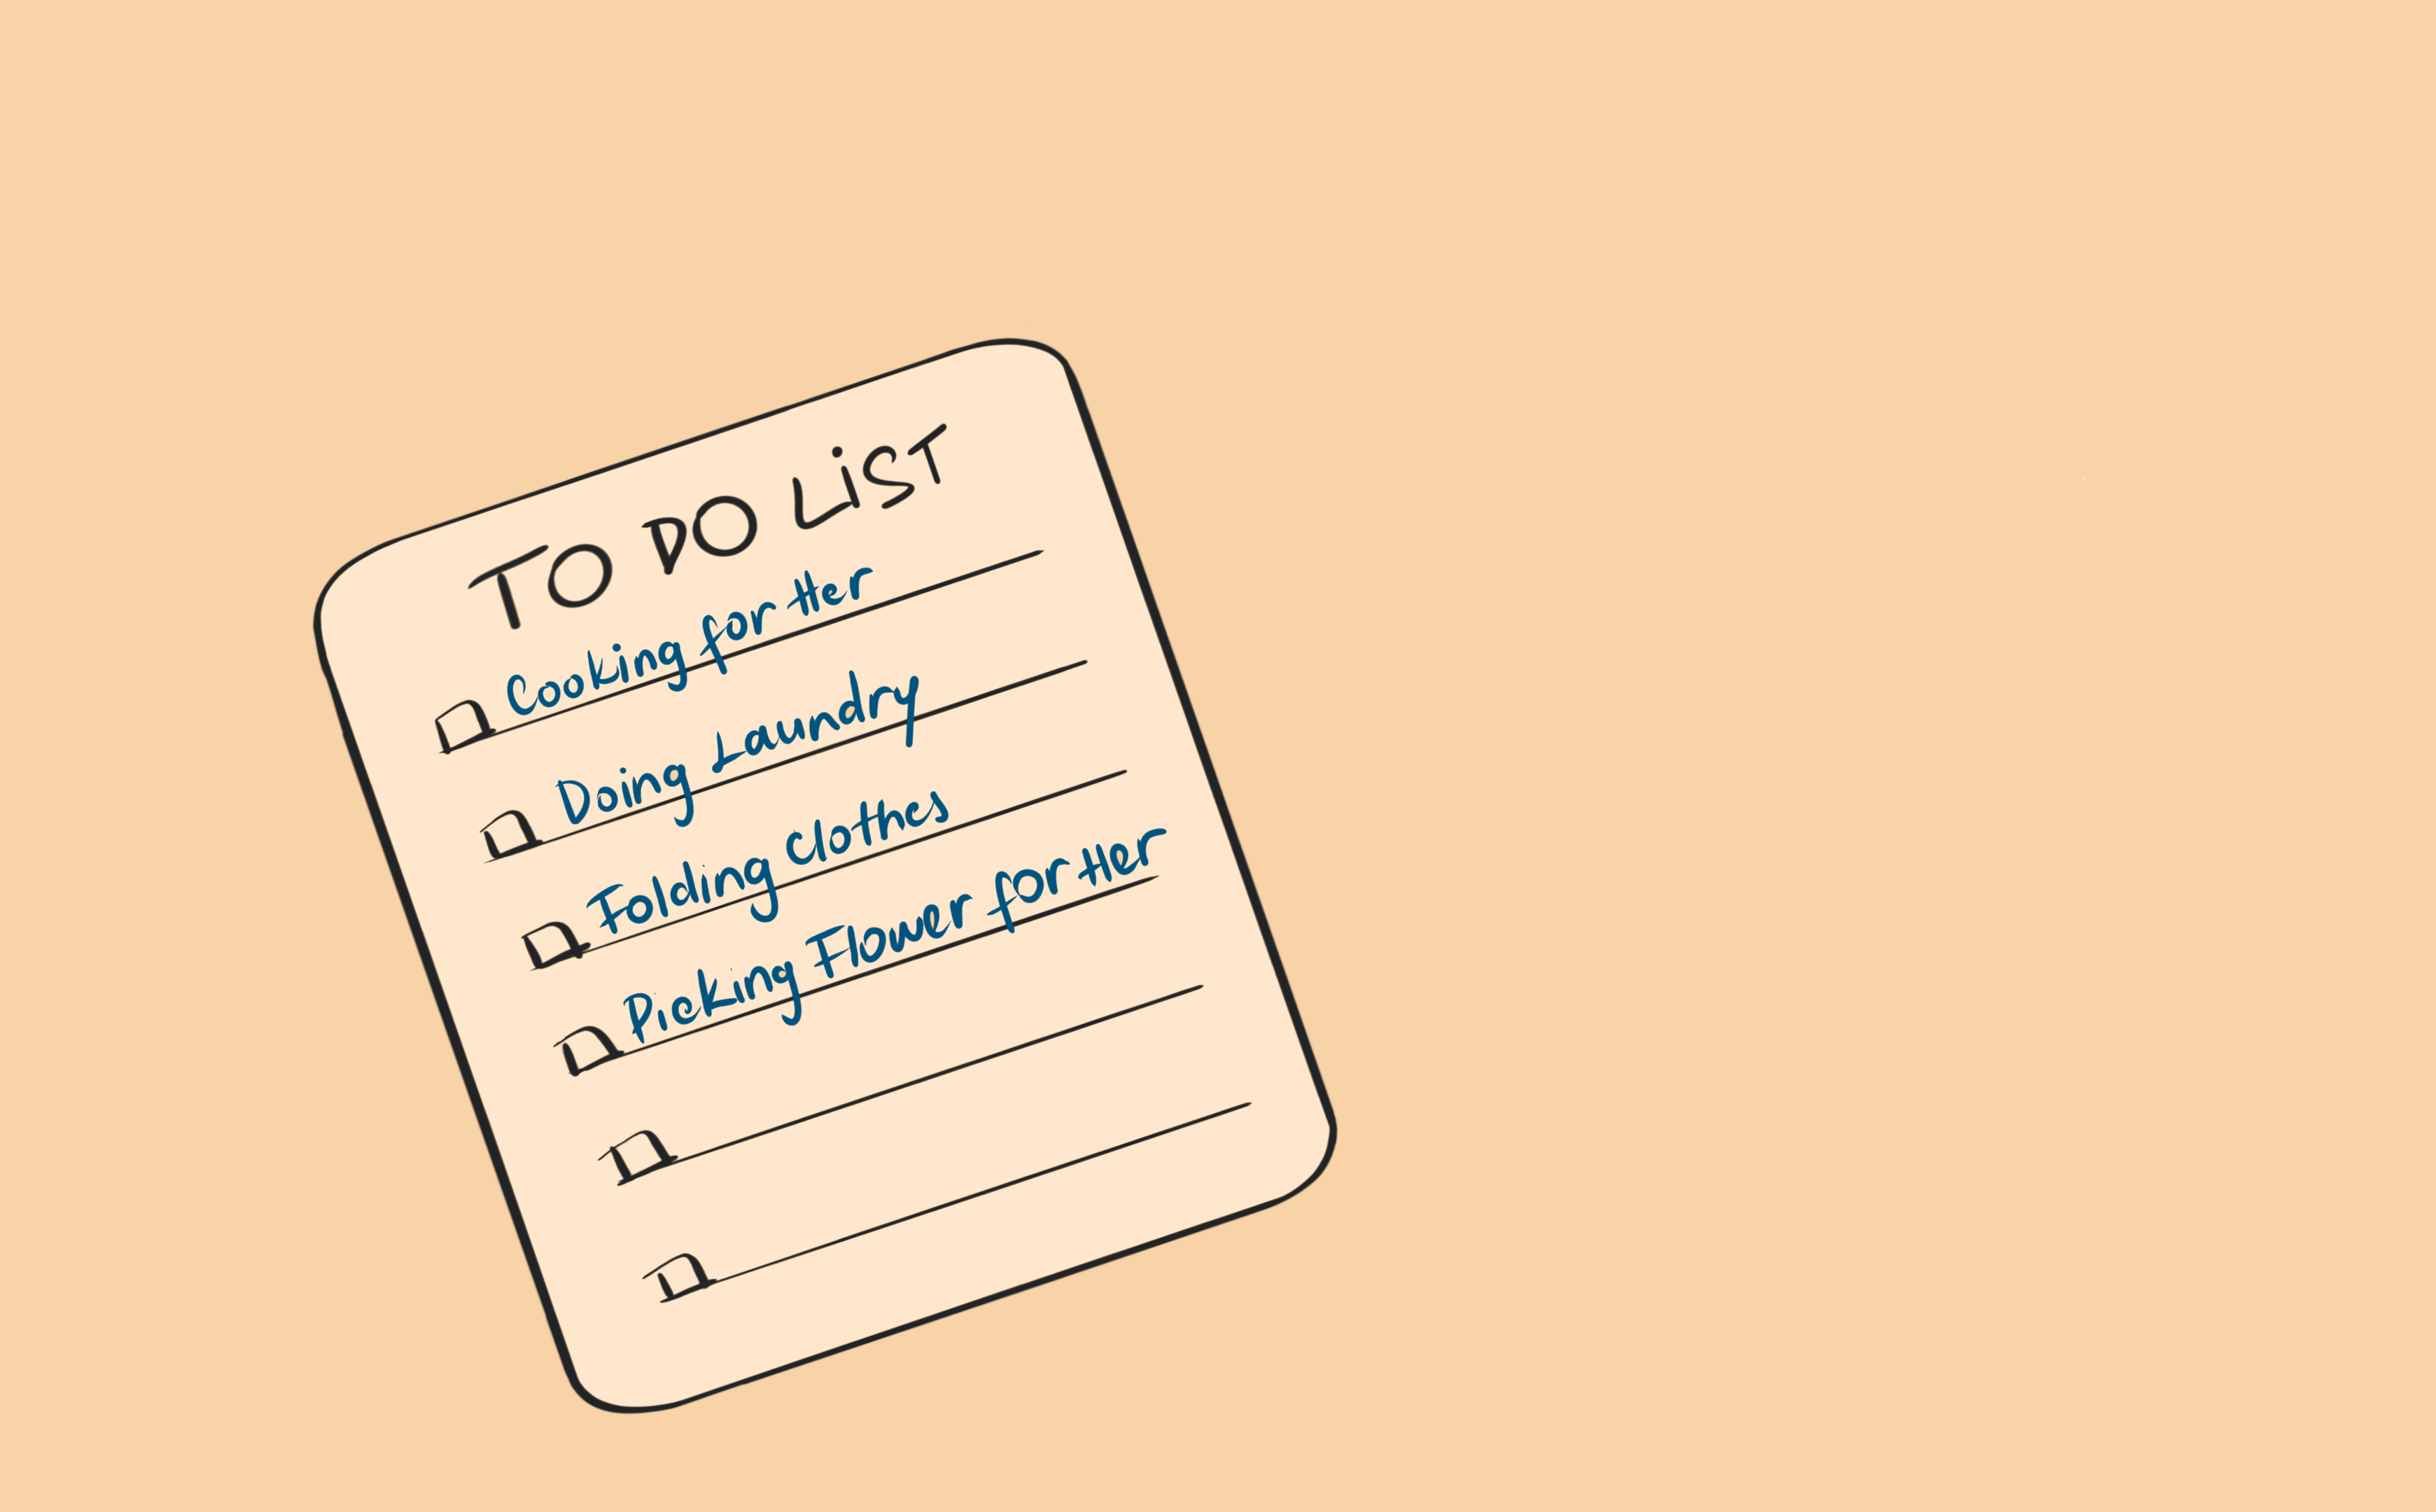 TO DO LiST
Cooking for Her
Doing Laundry
Folding Clothes
Picking Flower for Her